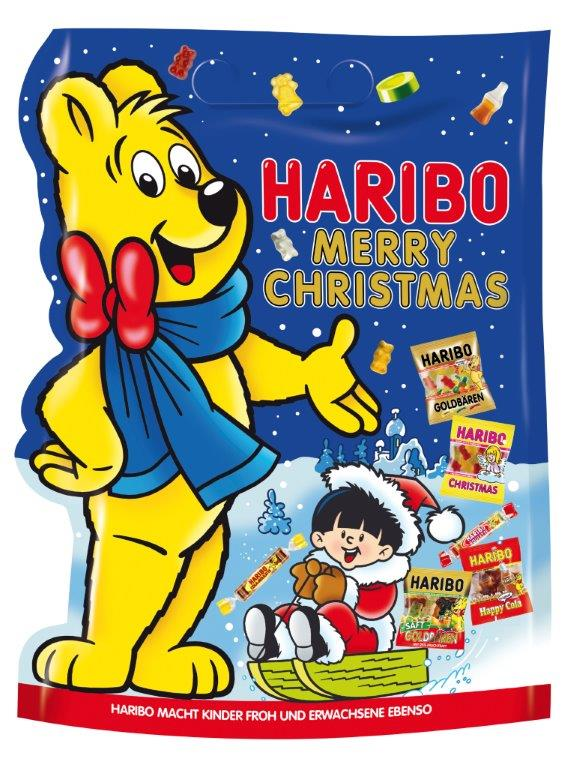 HARIBO
MERRY
CHRISTMAS
HARIBO
GOLDBÄREN
HARIBO
CHRISTMAS
HARIBO
HARIBO
Happy Cola
HARIBO
SAFT
GOLDBÄREN
HARIBO MACHT KINDER FROH UND ERWACHSENE EBENSO